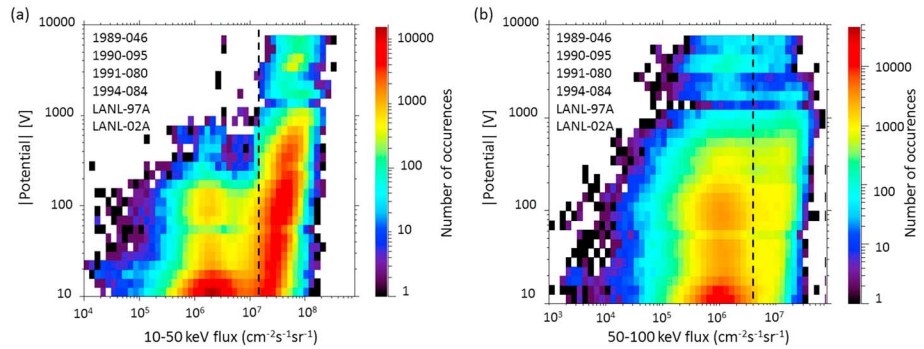 (a)
10000
1000
100
10
|Potential| [V]
1989-046
1990-095
1991-080
1994-084
LANL-97A
LANL-02A
10⁴ 10⁵ 10⁶ 10⁷ 10⁸
10-50 keV flux (cm⁻²s⁻¹sr⁻¹)
10000
1000
100
10
1
Number of occurences
(b)
10000
1000
100
10
|Potential| [V]
1989-046
1990-095
1991-080
1994-084
LANL-97A
LANL-02A
10³ 10⁴ 10⁵ 10⁶ 10⁷
50-100 keV flux (cm⁻²s⁻¹sr⁻¹)
10000
1000
100
10
1
Number of occurences